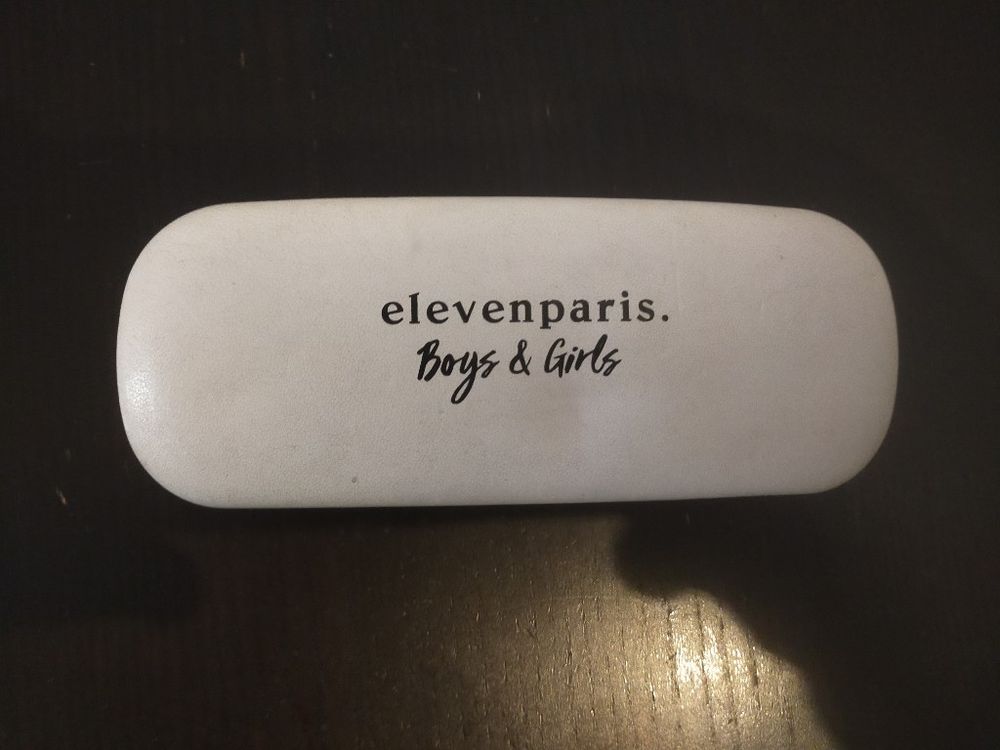 elevenparis.
Boys & Girls